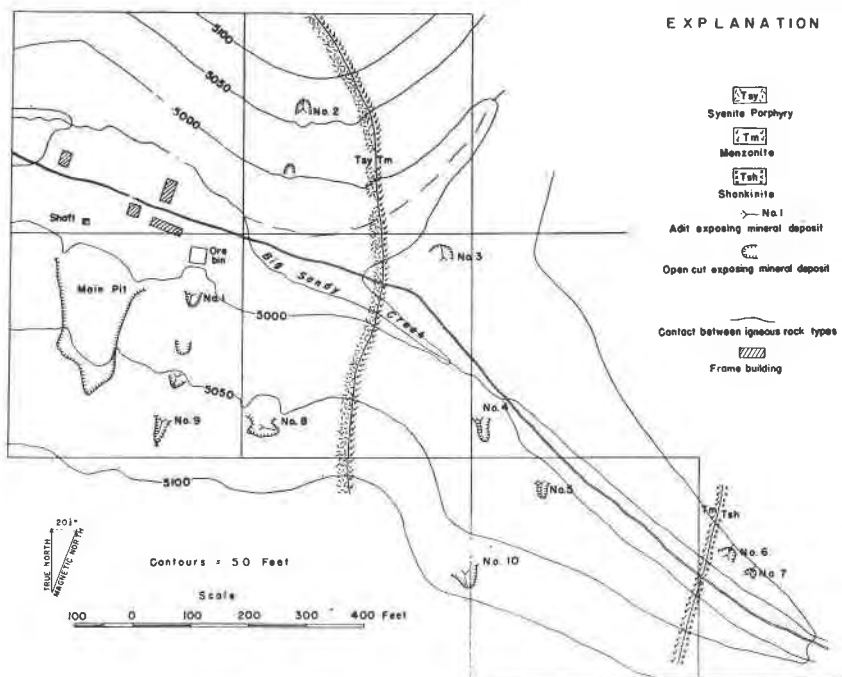 EXPLANATION
Tsy
Syenite Porphyry
Tm
Monzonite
Tsh
Shonkinite
No.1
Adit exposing mineral deposit
Open cut exposing mineral deposit
Contact between igneous rock types
Frame building
5100
5050
5000
No. 2
Tsy Tm
Shaft
Ore
bin
Big Sandy
Creek
No. 3
Main Pit
No. 1
5000
5050
No. 9
No. 8
No. 4
5100
No. 5
No. 10
Tm
Tsh
No. 6
No. 7
20½°
TRUE NORTH
MAGNETIC NORTH
Contours = 50 Feet
Scale
100 0 100 200 300 400 Feet